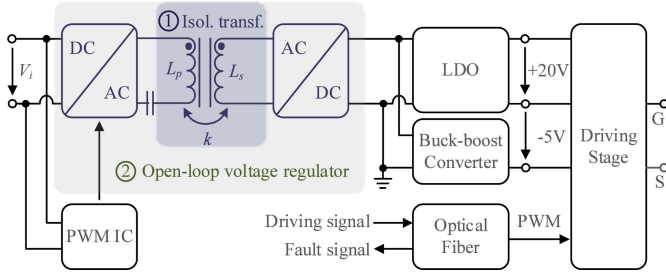 ① Isol. transf.
DC
AC
V_i
L_p
L_s
k
AC
DC
LDO
+20V
-5V
Buck-boost
Converter
Driving
Stage
G
S
② Open-loop voltage regulator
PWM IC
Driving signal
Fault signal
Optical
Fiber
PWM